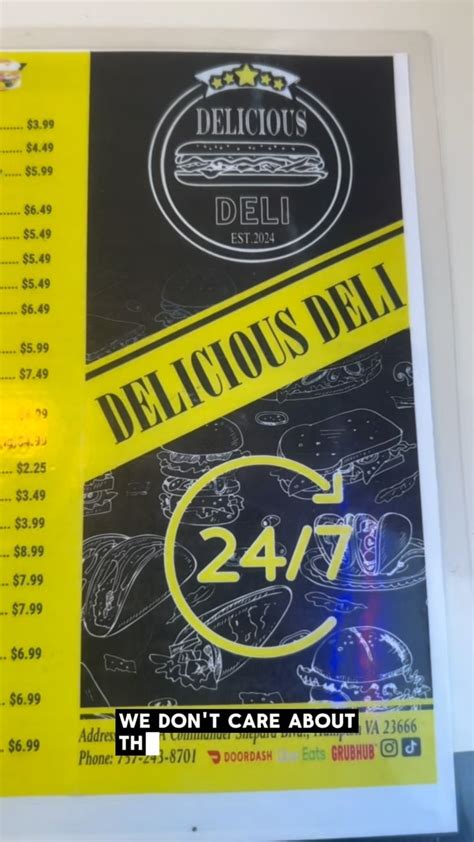 DELICIOUS
DELI
EST.2024
DELICIOUS DELI
24/7
...... $3.99
...... $4.49
.. $5.99
.... $6.49
.... $5.49
.... $5.49
.... $5.49
.... $6.49
.... $5.99
.... $7.49
$4.99
.... $2.25
.... $3.49
.... $3.99
... $8.99
... $7.99
... $7.99
... $6.99
.. $6.99
.. $6.99
WE DON'T CARE ABOUT
TH
Address Commander Shepard Blvd., Hampton VA 23666
Phone: 757-243-8701 DOORDASH Eats GRUBHUB